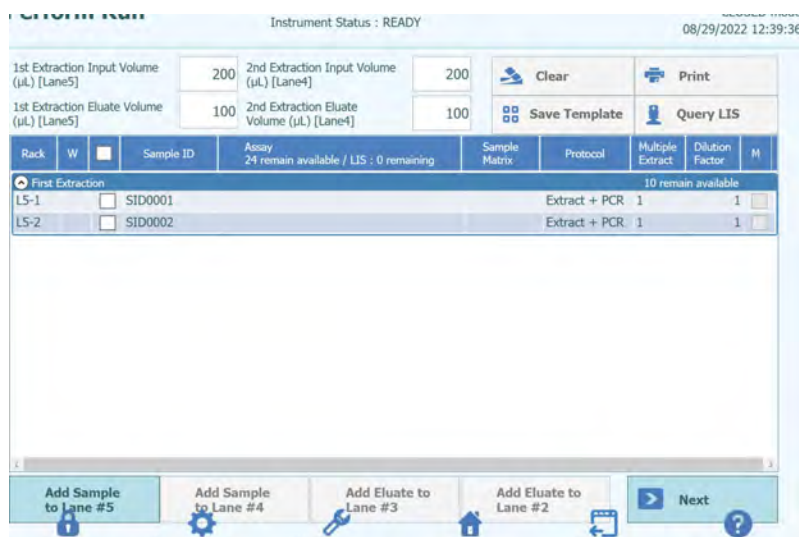 Instrument Status : READY
08/29/2022 12:39:36
1st Extraction Input Volume (µL) [Lane5]
200
2nd Extraction Input Volume (µL) [Lane4]
200
Clear
Print
1st Extraction Eluate Volume (µL) [Lane5]
100
2nd Extraction Eluate Volume (µL) [Lane4]
100
Save Template
Query LIS
Rack W Sample ID Assay 24 remain available / LIS : 0 remaining Sample Matrix Protocol Multiple Extract Dilution Factor M
First Extraction 10 remain available
L5-1 SID0001 Extract + PCR 1 1
L5-2 SID0002 Extract + PCR 1 1
Add Sample to Lane #5
Add Sample to Lane #4
Add Eluate to Lane #3
Add Eluate to Lane #2
Next